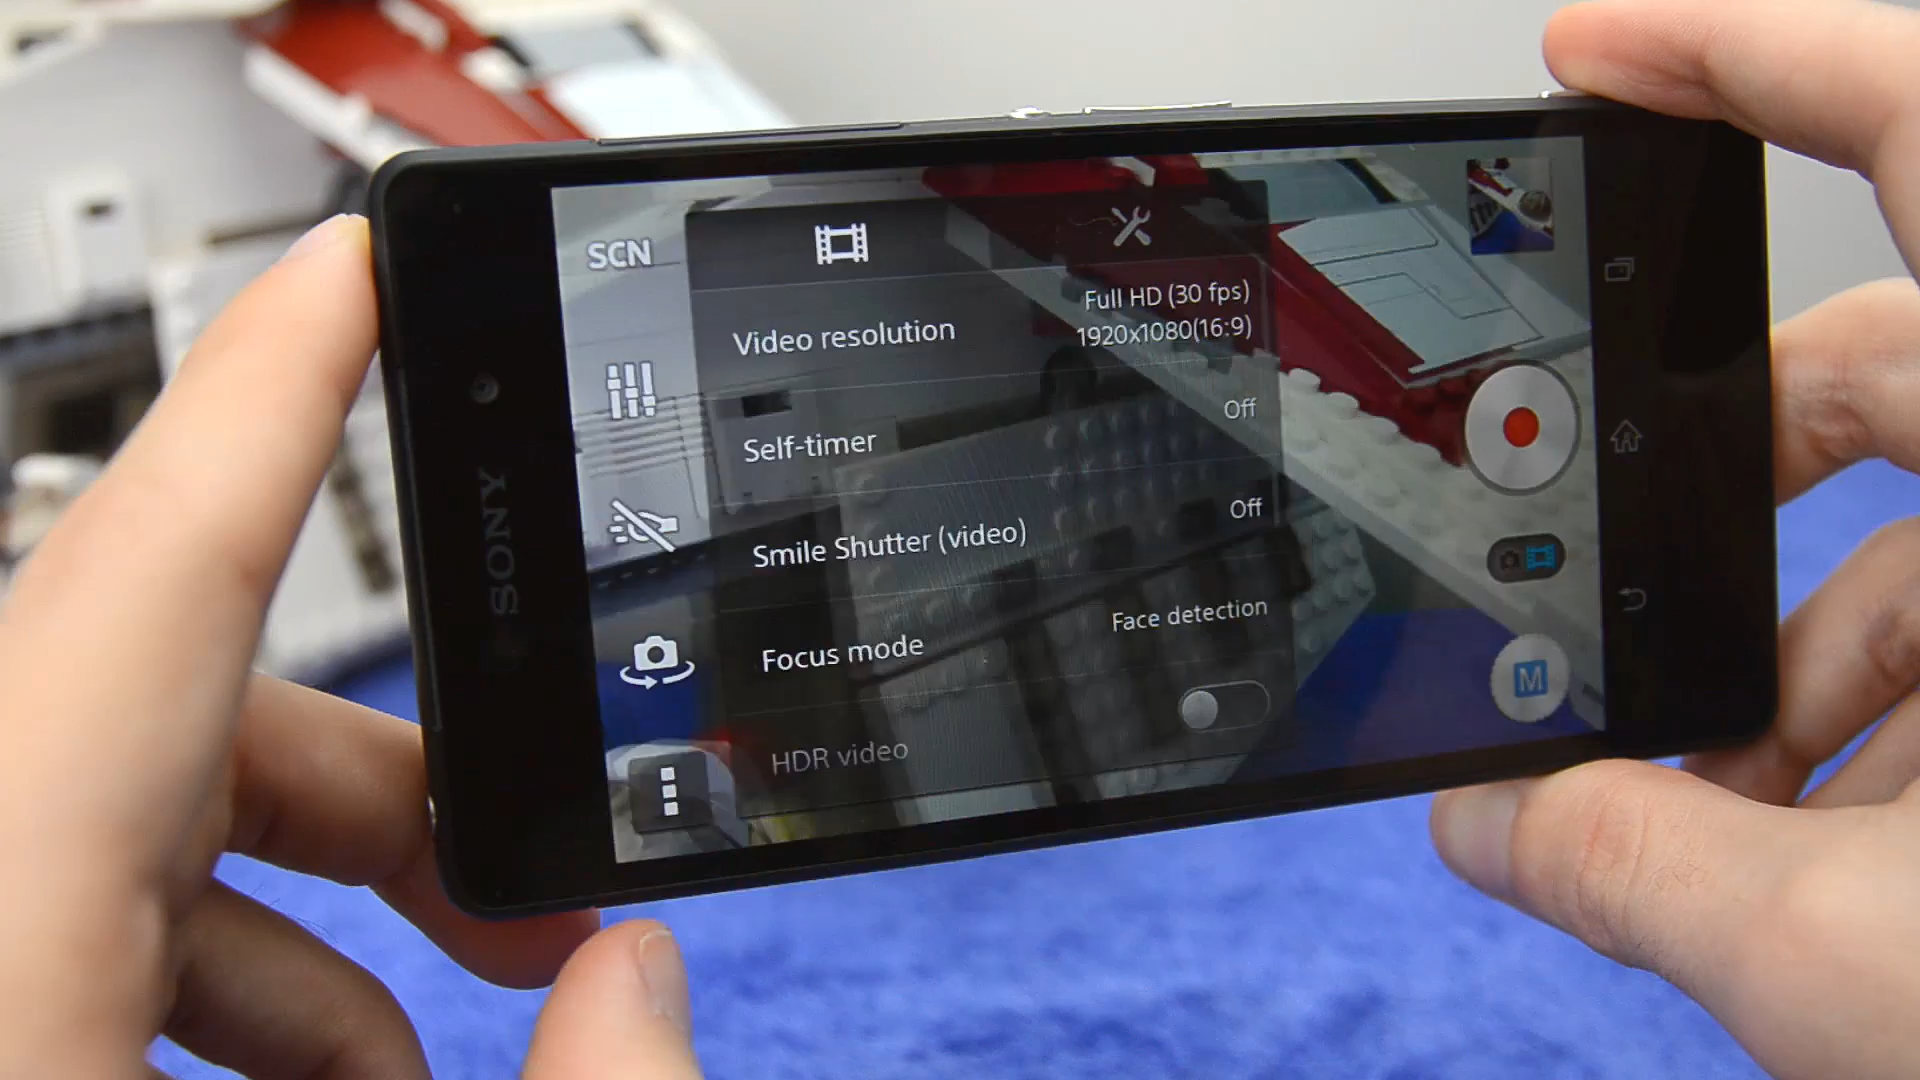 SONY
SCN
Video resolution
Full HD (30 fps)
1920x1080(16:9)
Self-timer
Off
Smile Shutter (video)
Off
Focus mode
Face detection
HDR video
M